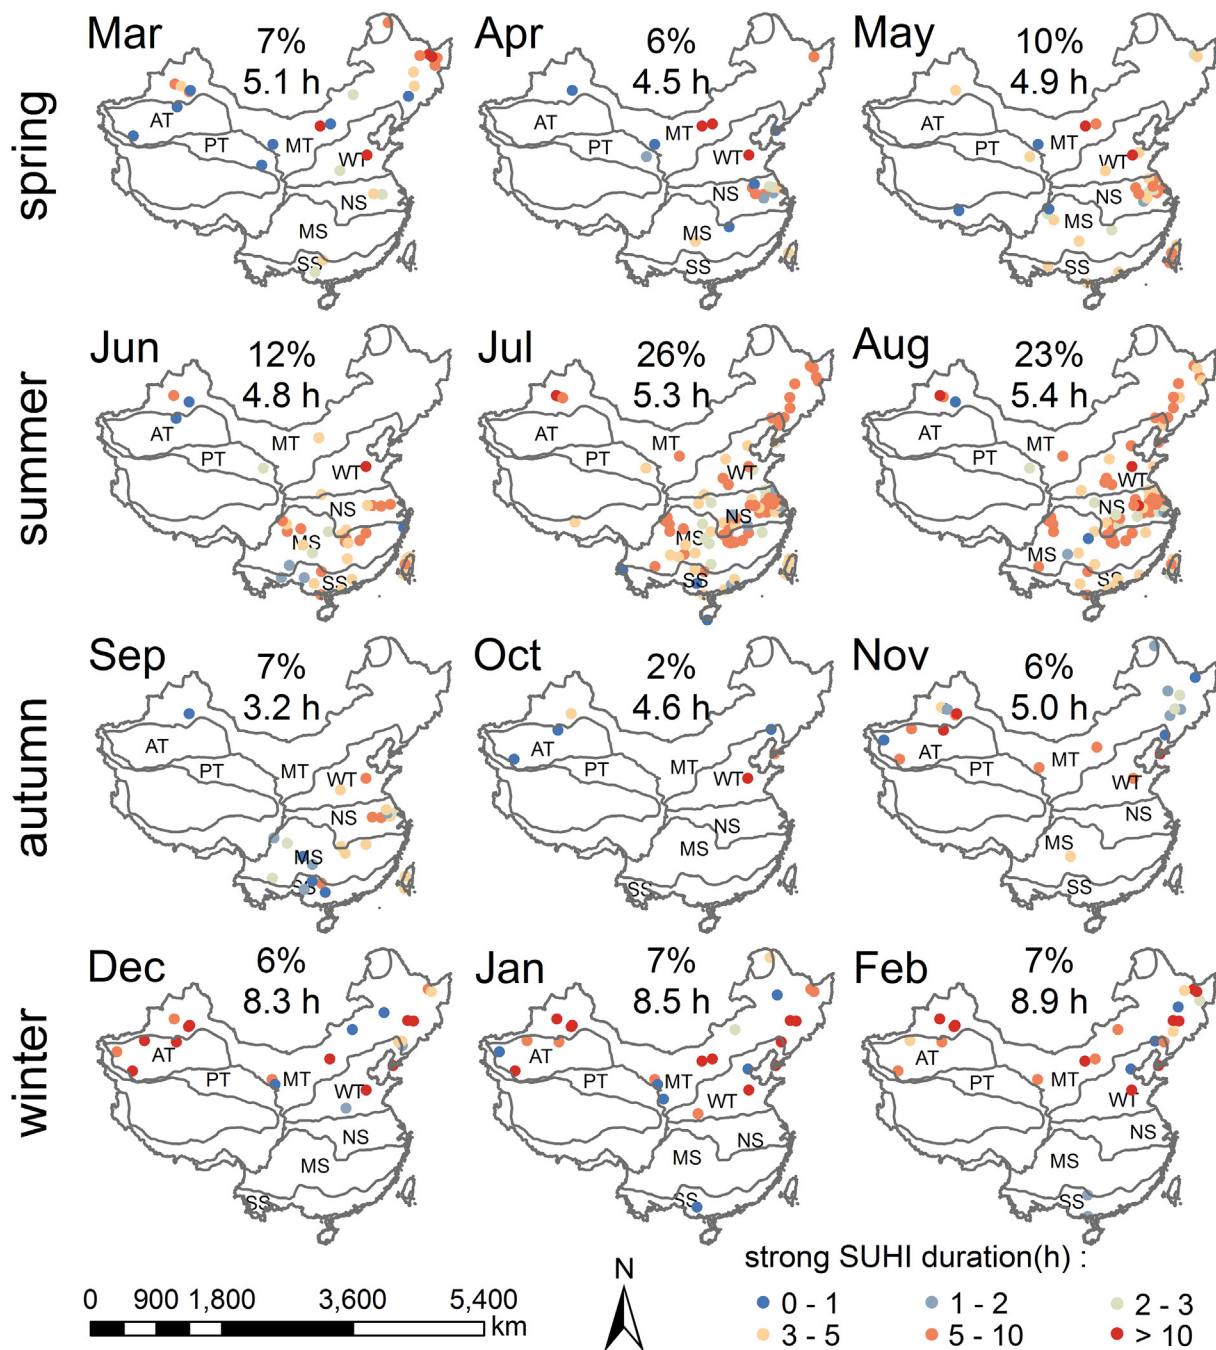 spring
Mar
7%
5.1 h
AT
PT
MT
WT
NS
MS
SS
Apr
6%
4.5 h
MT
PT
WT
NS
MS
SS
May
10%
4.9 h
AT
PT
MT
WT
NS
MS
SS
summer
Jun
12%
4.8 h
AT
PT
MT
WT
NS
MS
SS
Jul
26%
5.3 h
AT
PT
MT
WT
NS
MS
SS
Aug
23%
5.4 h
AT
PT
MT
WT
NS
MS
SS
autumn
Sep
7%
3.2 h
AT
PT
MT
WT
NS
MS
SS
Oct
2%
4.6 h
AT
PT
MT
WT
NS
MS
SS
Nov
6%
5.0 h
AT
PT
MT
WT
NS
MS
SS
winter
Dec
6%
8.3 h
AT
PT
MT
WT
NS
MS
SS
Jan
7%
8.5 h
AT
PT
MT
WT
NS
MS
SS
Feb
7%
8.9 h
AT
PT
MT
WT
NS
MS
SS
0 900 1,800 3,600 5,400
km
N
strong SUHI duration(h) :
0 - 1 1 - 2 2 - 3
3 - 5 5 - 10 > 10